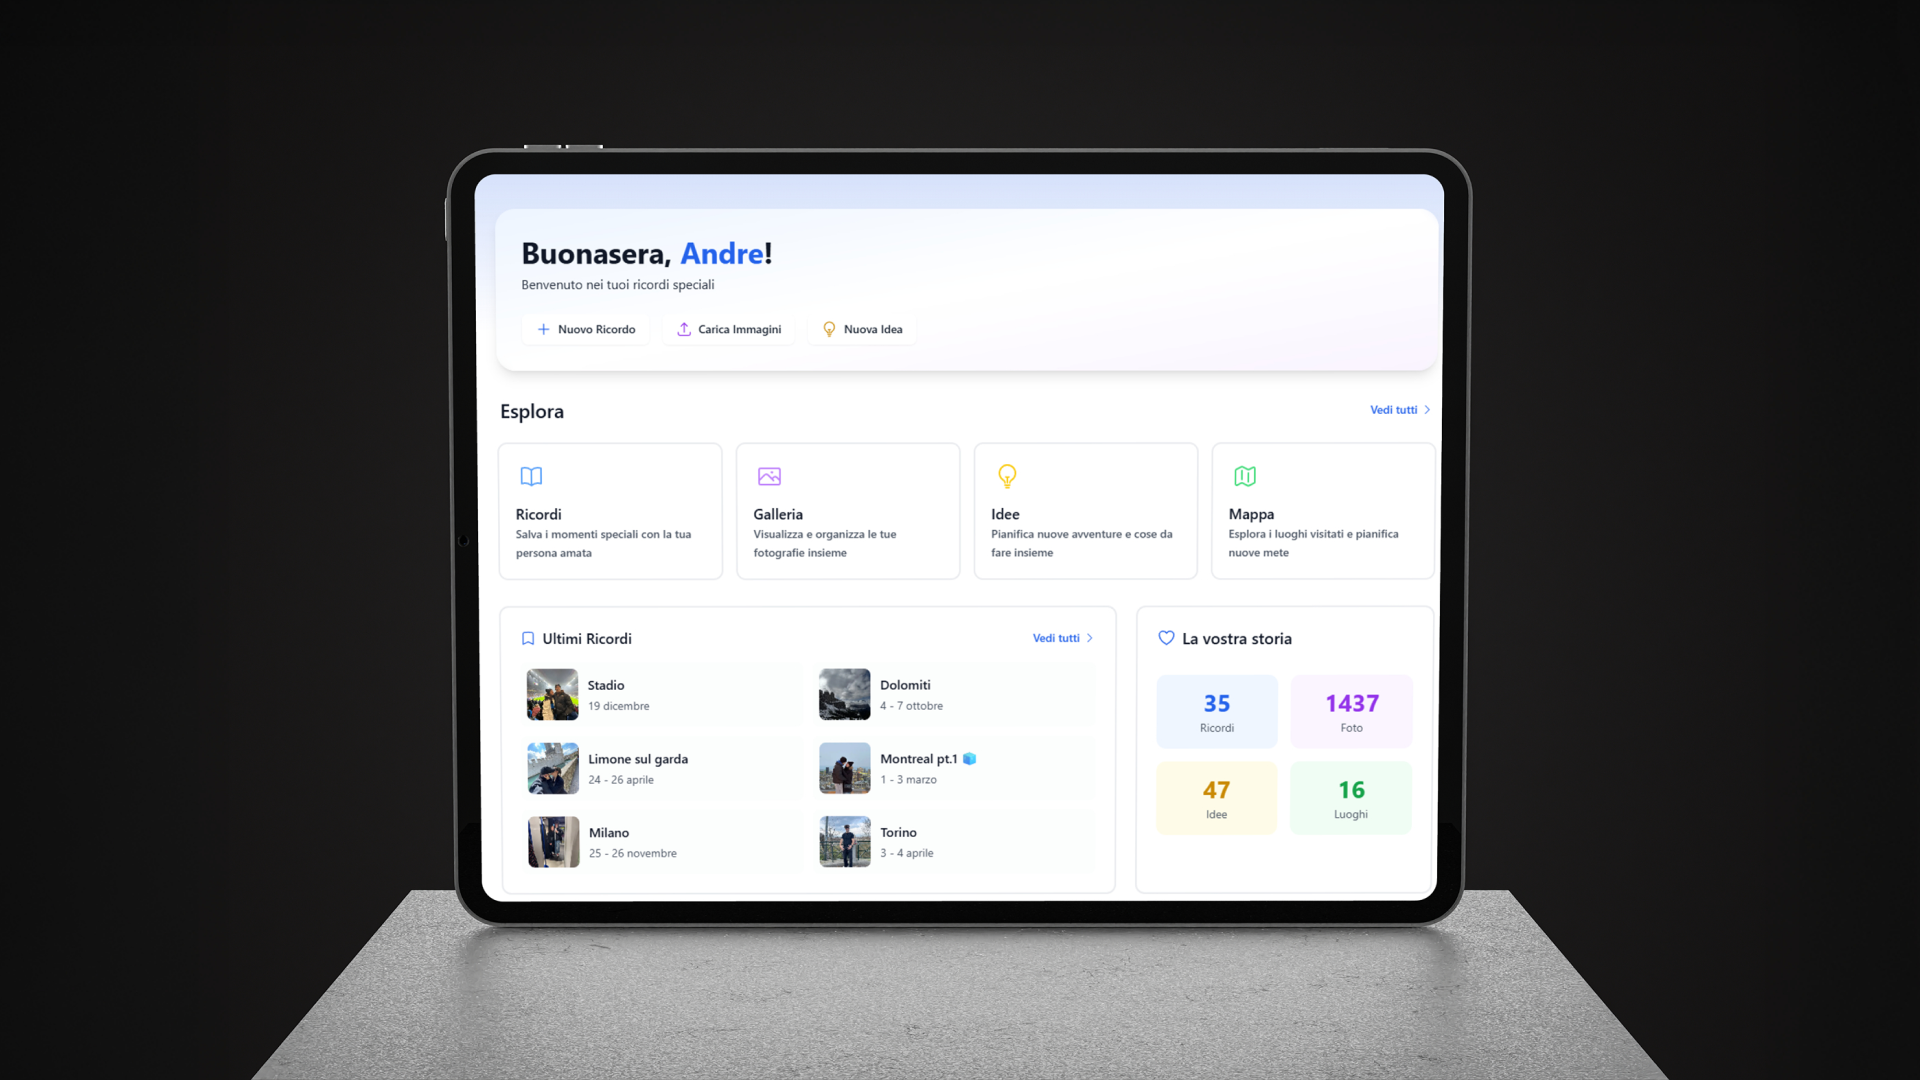 Buonasera, Andre!
Benvenuto nei tuoi ricordi speciali
Nuovo Ricordo
Carica Immagini
Nuova Idea
Esplora
Vedi tutti
Ricordi
Salva i momenti speciali con la tua
persona amata
Galleria
Visualizza e organizza le tue
fotografie insieme
Idee
Pianifica nuove avventure e cose da
fare insieme
Mappa
Esplora i luoghi visitati e pianifica
nuove mete
Ultimi Ricordi
Vedi tutti
Stadio
19 dicembre
Dolomiti
4 - 7 ottobre
Limone sul garda
24 - 26 aprile
Montreal pt.1 🧊
1 - 3 marzo
Milano
25 - 26 novembre
Torino
3 - 4 aprile
La vostra storia
35
Ricordi
1437
Foto
47
Idee
16
Luoghi